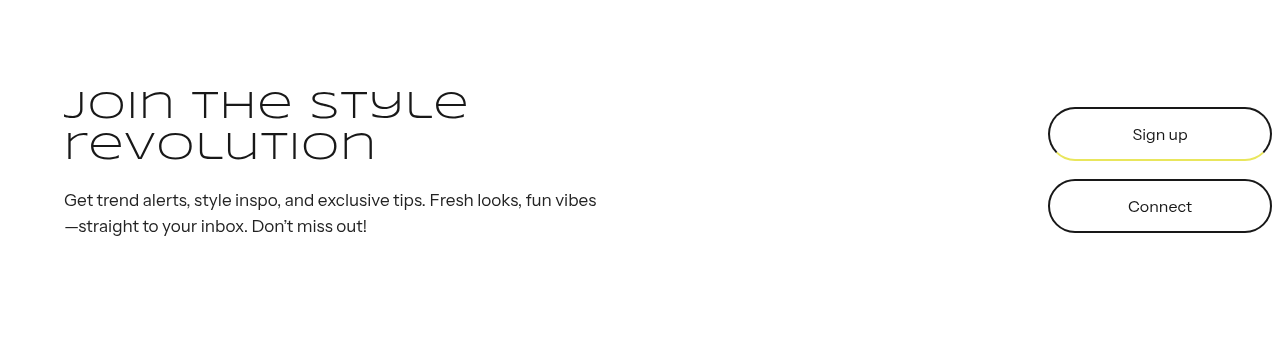 Join the style
revolution
Get trend alerts, style inspo, and exclusive tips. Fresh looks, fun vibes
—straight to your inbox. Don’t miss out!
Sign up
Connect